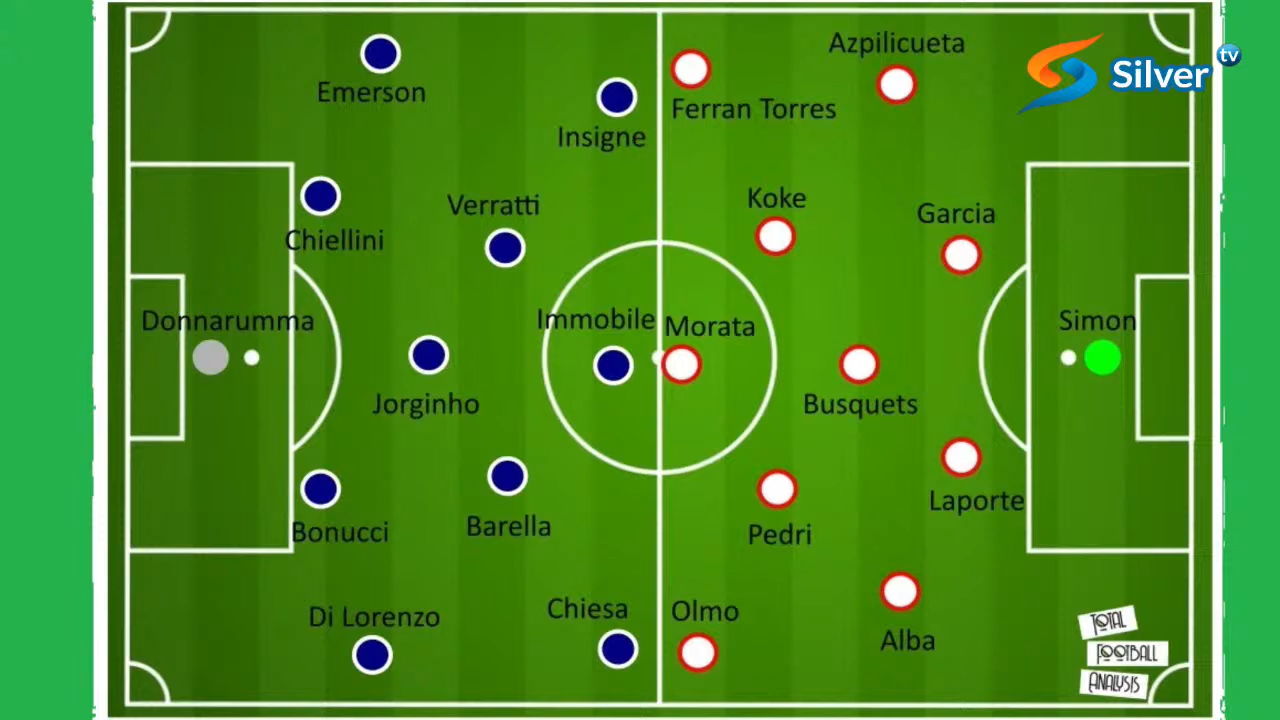 Azpilicueta
Silver tv
Emerson
Ferran Torres
Insigne
Koke
Verratti
Garcia
Chiellini
Donnarumma
Immobile
Morata
Simon
Jorginho
Busquets
Laporte
Bonucci
Barella
Pedri
Di Lorenzo
Chiesa
Olmo
Alba
TOTAL
FOOTBALL
ANALYSIS